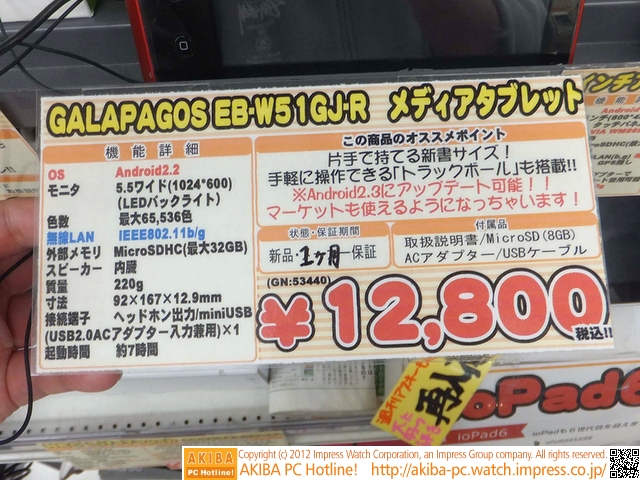 GALAPAGOS EB-W51GJ-R メディアタブレット
機能詳細
OS Android2.2
モニタ 5.5ワイド(1024*600)
(LEDバックライト)
色数 最大65,536色
無線LAN IEEE802.11b/g
外部メモリ MicroSDHC(最大32GB)
スピーカー 内臓
質量 220g
寸法 92×167×12.9mm
接続端子 ヘッドホン出力/miniUSB
(USB2.0ACアダプター入力兼用)×1
起動時間 約7時間
この商品のオススメポイント
片手で持てる新書サイズ!
手軽に操作できる「トラックボール」も搭載!!
※Android2.3にアップデート可能!!
マーケットも使えるようになっちゃいます!
状態・保証期間
新品・1ヶ月 保証
付属品
取扱説明書/MicroSD(8GB)
ACアダプター/USBケーブル
(GN:53440)
¥12,800
税込!!
インチ
機能
ioPad6
ioPad6
AKIBA
PC Hotline!
Copyright (c) 2012 Impress Watch Corporation, an Impress Group company. All rights reserved.
AKIBA PC Hotline! http://akiba-pc.watch.impress.co.jp/